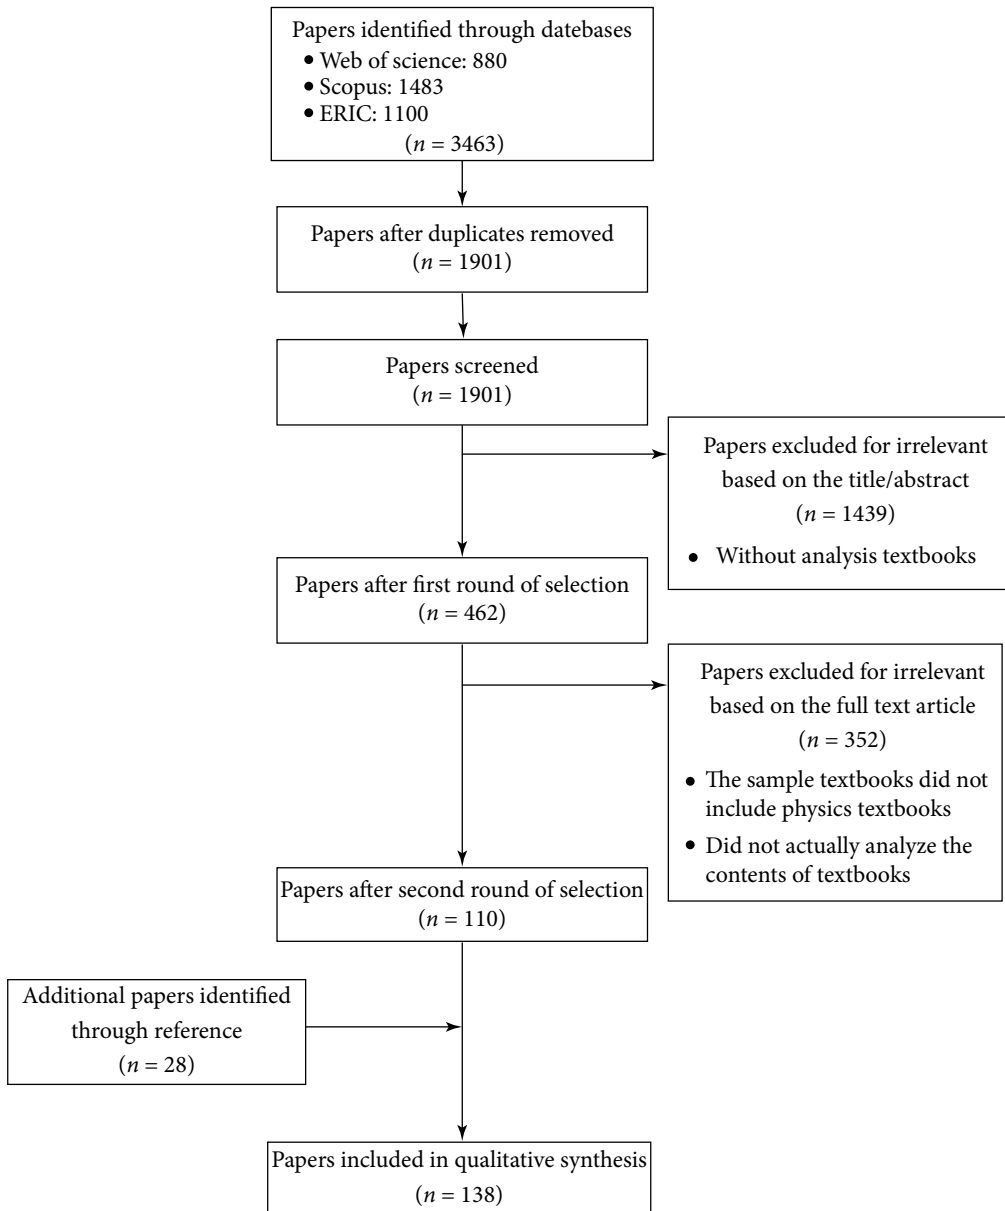 Papers identified through datebases
• Web of science: 880
• Scopus: 1483
• ERIC: 1100
(n = 3463)
Papers after duplicates removed
(n = 1901)
Papers screened
(n = 1901)
Papers excluded for irrelevant
based on the title/abstract
(n = 1439)
• Without analysis textbooks
Papers after first round of selection
(n = 462)
Papers excluded for irrelevant
based on the full text article
(n = 352)
• The sample textbooks did not
include physics textbooks
• Did not actually analyze the
contents of textbooks
Papers after second round of selection
(n = 110)
Additional papers identified
through reference
(n = 28)
Papers included in qualitative synthesis
(n = 138)